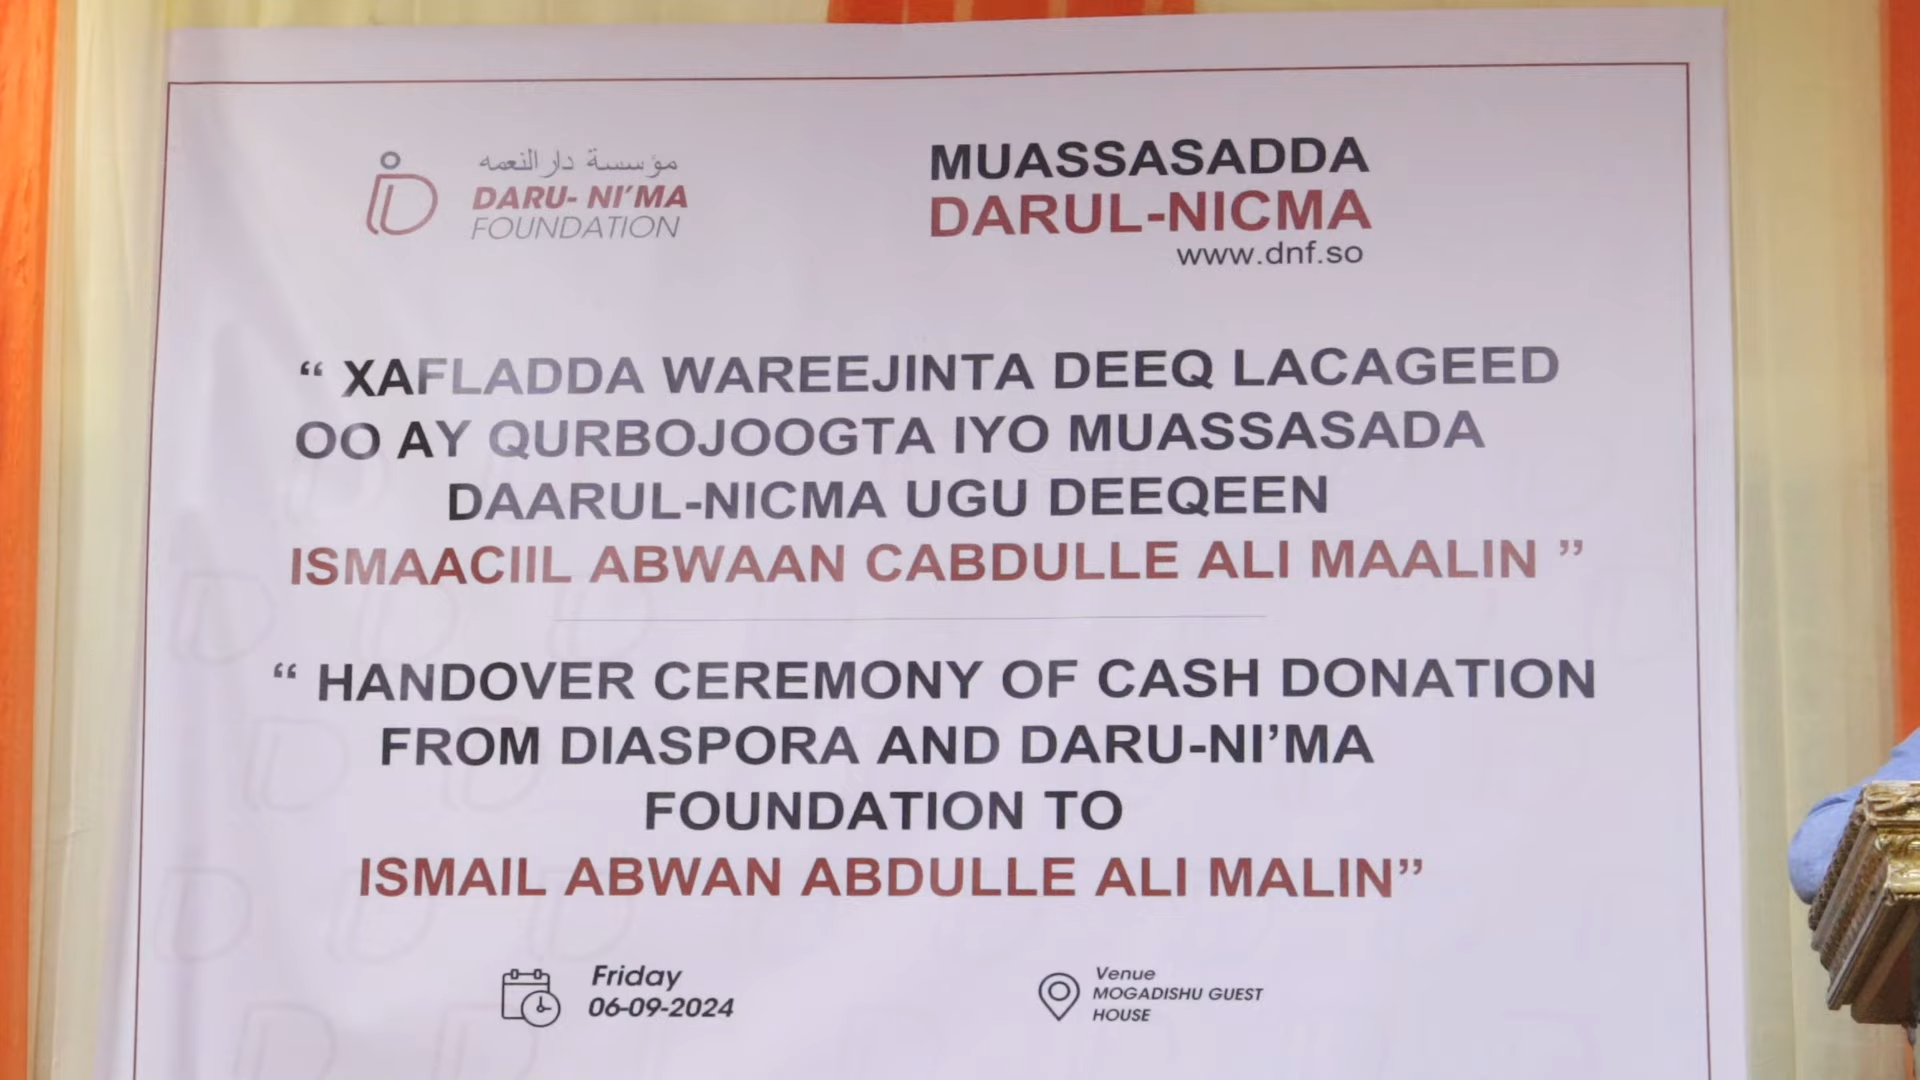 مؤسسة دار النعمه
DARU- NI'MA
FOUNDATION
MUASSASADDA
DARUL-NICMA
www.dnf.so
“ XAFLADDA WAREEJINTA DEEQ LACAGEED
OO AY QURBOJOOGTA IYO MUASSASADA
DAARUL-NICMA UGU DEEQEEN
ISMAACIIL ABWAAN CABDULLE ALI MAALIN ”
“ HANDOVER CEREMONY OF CASH DONATION
FROM DIASPORA AND DARU-NI’MA
FOUNDATION TO
ISMAIL ABWAN ABDULLE ALI MALIN”
Friday
06-09-2024
Venue
MOGADISHU GUEST
HOUSE